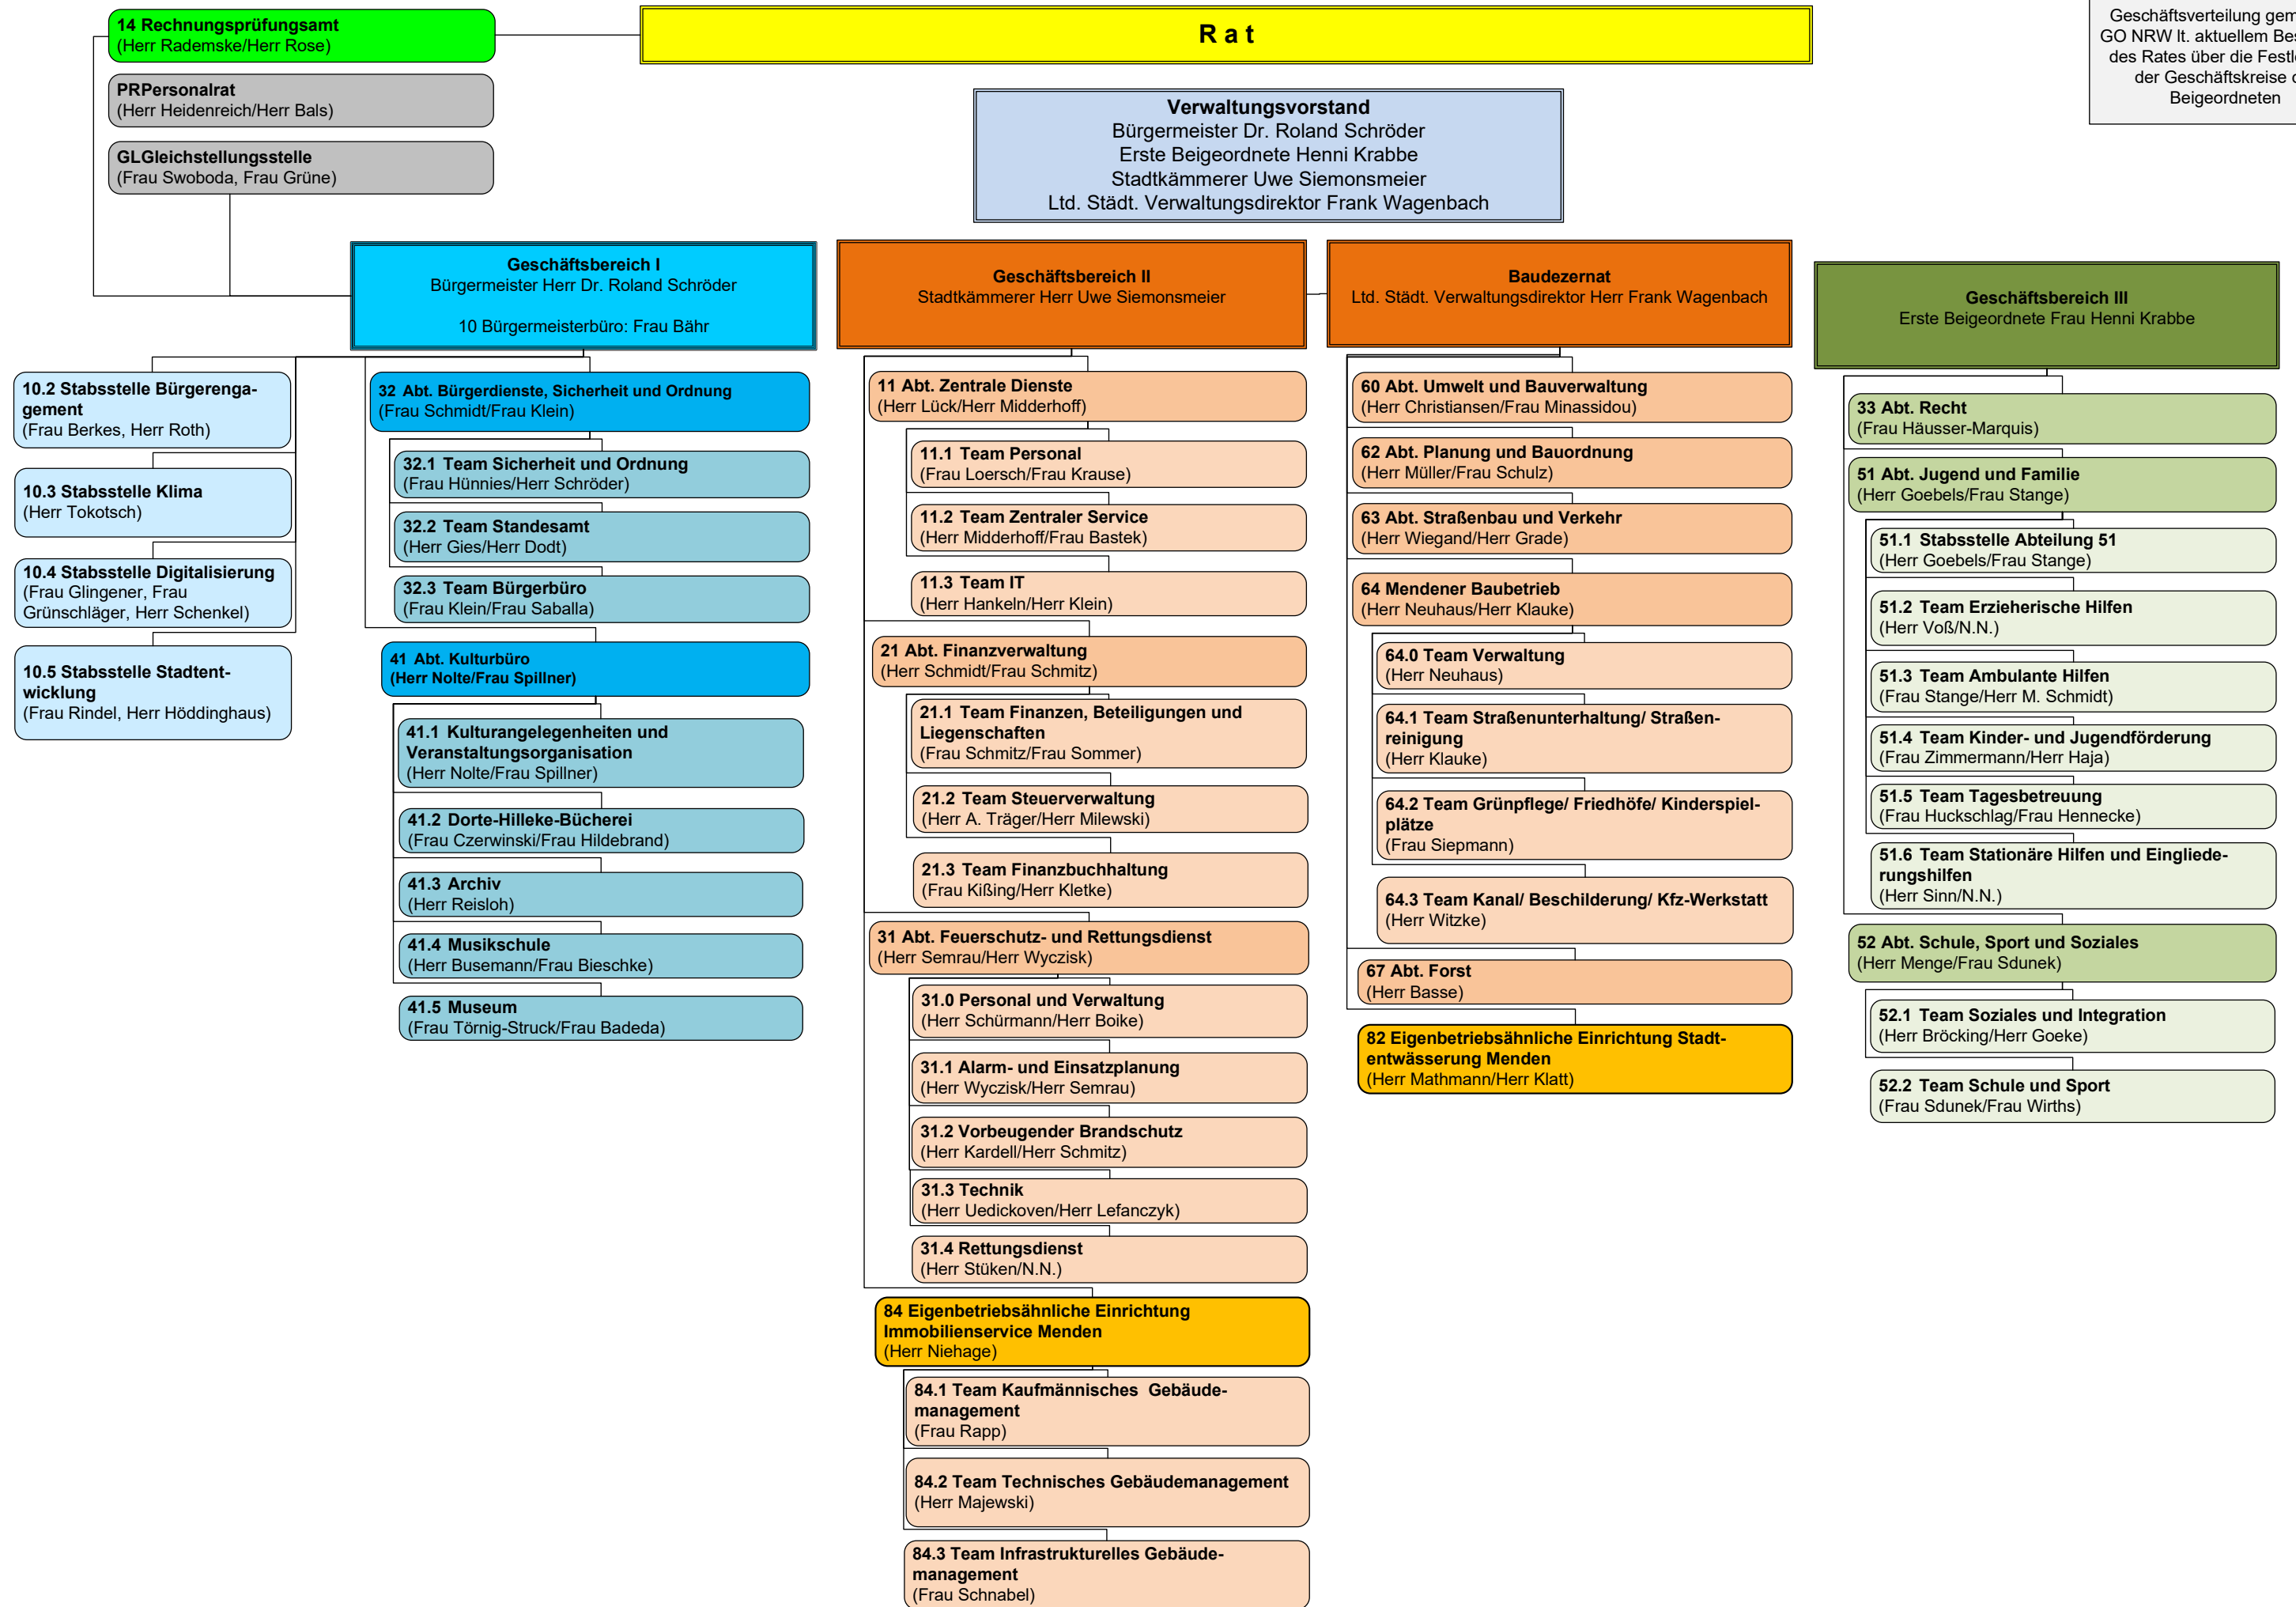 14 Rechnungsprüfungsamt
(Herr Rademske/Herr Rose)
R a t
Geschäftsverteilung
GO NRW lt. aktuellem
des Rates über die
der Geschäftskreise
Beigeordneten
PRPersonalrat
(Herr Heidenreich/Herr Bals)
GLGleichstellungsstelle
(Frau Swoboda, Frau Grüne)
Verwaltungsvorstand
Bürgermeister Dr. Roland Schröder
Erste Beigeordnete Henni Krabbe
Stadtkämmerer Uwe Siemonsmeier
Ltd. Städt. Verwaltungsdirektor Frank Wagenbach
Geschäftsbereich I
Bürgermeister Herr Dr. Roland Schröder
10 Bürgermeisterbüro: Frau Bähr
10.2 Stabsstelle Bürgerenga-
gement
(Frau Berkes, Herr Roth)
10.3 Stabsstelle Klima
(Herr Tokotsch)
10.4 Stabsstelle Digitalisierung
(Frau Glingener, Frau
Grünschläger, Herr Schenkel)
10.5 Stabsstelle Stadtent-
wicklung
(Frau Rindel, Herr Höddinghaus)
32 Abt. Bürgerdienste, Sicherheit und Ordnung
(Frau Schmidt/Frau Klein)
32.1 Team Sicherheit und Ordnung
(Frau Hünnies/Herr Schröder)
32.2 Team Standesamt
(Herr Gies/Herr Dodt)
32.3 Team Bürgerbüro
(Frau Klein/Frau Saballa)
41 Abt. Kulturbüro
(Herr Nolte/Frau Spillner)
41.1 Kulturangelegenheiten und
Veranstaltungsorganisation
(Herr Nolte/Frau Spillner)
41.2 Dorte-Hilleke-Bücherei
(Frau Czerwinski/Frau Hildebrand)
41.3 Archiv
(Herr Reisloh)
41.4 Musikschule
(Herr Busemann/Frau Bieschke)
41.5 Museum
(Frau Törnig-Struck/Frau Badeda)
Geschäftsbereich II
Stadtkämmerer Herr Uwe Siemonsmeier
11 Abt. Zentrale Dienste
(Herr Lück/Herr Midderhoff)
11.1 Team Personal
(Frau Loersch/Frau Krause)
11.2 Team Zentraler Service
(Herr Midderhoff/Frau Bastek)
11.3 Team IT
(Herr Hankeln/Herr Klein)
21 Abt. Finanzverwaltung
(Herr Schmidt/Frau Schmitz)
21.1 Team Finanzen, Beteiligungen und
Liegenschaften
(Frau Schmitz/Frau Sommer)
21.2 Team Steuerverwaltung
(Herr A. Träger/Herr Milewski)
21.3 Team Finanzbuchhaltung
(Frau Kißing/Herr Kletke)
31 Abt. Feuerschutz- und Rettungsdienst
(Herr Semrau/Herr Wyczisk)
31.0 Personal und Verwaltung
(Herr Schürmann/Herr Boike)
31.1 Alarm- und Einsatzplanung
(Herr Wyczisk/Herr Semrau)
31.2 Vorbeugender Brandschutz
(Herr Kardell/Herr Schmitz)
31.3 Technik
(Herr Uedickoven/Herr Lefanczyk)
31.4 Rettungsdienst
(Herr Stüken/N.N.)
84 Eigenbetriebsähnliche Einrichtung
Immobilienservice Menden
(Herr Niehage)
84.1 Team Kaufmännisches Gebäude-
management
(Frau Rapp)
84.2 Team Technisches Gebäudemanagement
(Herr Majewski)
84.3 Team Infrastrukturelles Gebäude-
management
(Frau Schnabel)
Baudezernat
Ltd. Städt. Verwaltungsdirektor Herr Frank Wagenbach
60 Abt. Umwelt und Bauverwaltung
(Herr Christiansen/Frau Minassidou)
62 Abt. Planung und Bauordnung
(Herr Müller/Frau Schulz)
63 Abt. Straßenbau und Verkehr
(Herr Wiegand/Herr Grade)
64 Mendener Baubetrieb
(Herr Neuhaus/Herr Klauke)
64.0 Team Verwaltung
(Herr Neuhaus)
64.1 Team Straßenunterhaltung/ Straßen-
reinigung
(Herr Klauke)
64.2 Team Grünpflege/ Friedhöfe/ Kinderspiel-
plätze
(Frau Siepmann)
64.3 Team Kanal/ Beschilderung/ Kfz-Werkstatt
(Herr Witzke)
67 Abt. Forst
(Herr Basse)
82 Eigenbetriebsähnliche Einrichtung Stadt-
entwässerung Menden
(Herr Mathmann/Herr Klatt)
Geschäftsbereich III
Erste Beigeordnete Frau Henni Krabbe
33 Abt. Recht
(Frau Häusser-Marquis)
51 Abt. Jugend und Familie
(Herr Goebels/Frau Stange)
51.1 Stabsstelle Abteilung 51
(Herr Goebels/Frau Stange)
51.2 Team Erzieherische Hilfen
(Herr Voß/N.N.)
51.3 Team Ambulante Hilfen
(Frau Stange/Herr M. Schmidt)
51.4 Team Kinder- und Jugendförderung
(Frau Zimmermann/Herr Haja)
51.5 Team Tagesbetreuung
(Frau Huckschlag/Frau Hennecke)
51.6 Team Stationäre Hilfen und Eingliede-
rungshilfen
(Herr Sinn/N.N.)
52 Abt. Schule, Sport und Soziales
(Herr Menge/Frau Sdunek)
52.1 Team Soziales und Integration
(Herr Bröcking/Herr Goeke)
52.2 Team Schule und Sport
(Frau Sdunek/Frau Wirths)